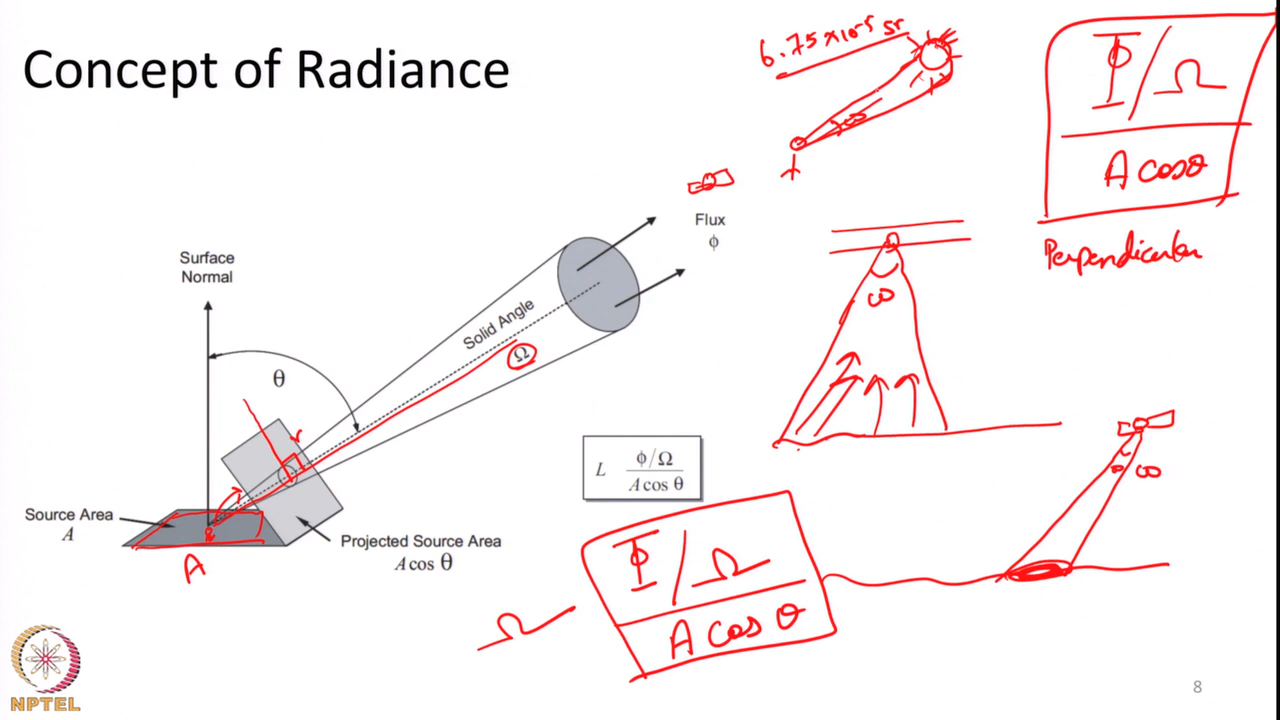 Concept of Radiance
6.75×10⁻⁵ sr
ω
Φ/Ω
A cosθ
Perpendicular
Surface
Normal
Flux
ϕ
Solid Angle
Ω
θ
r
ω
ω
L ϕ/Ω
A cos θ
Source Area
A
Projected Source Area
A cos θ
A
Φ/Ω
A cos θ
Ω
NPTEL
8